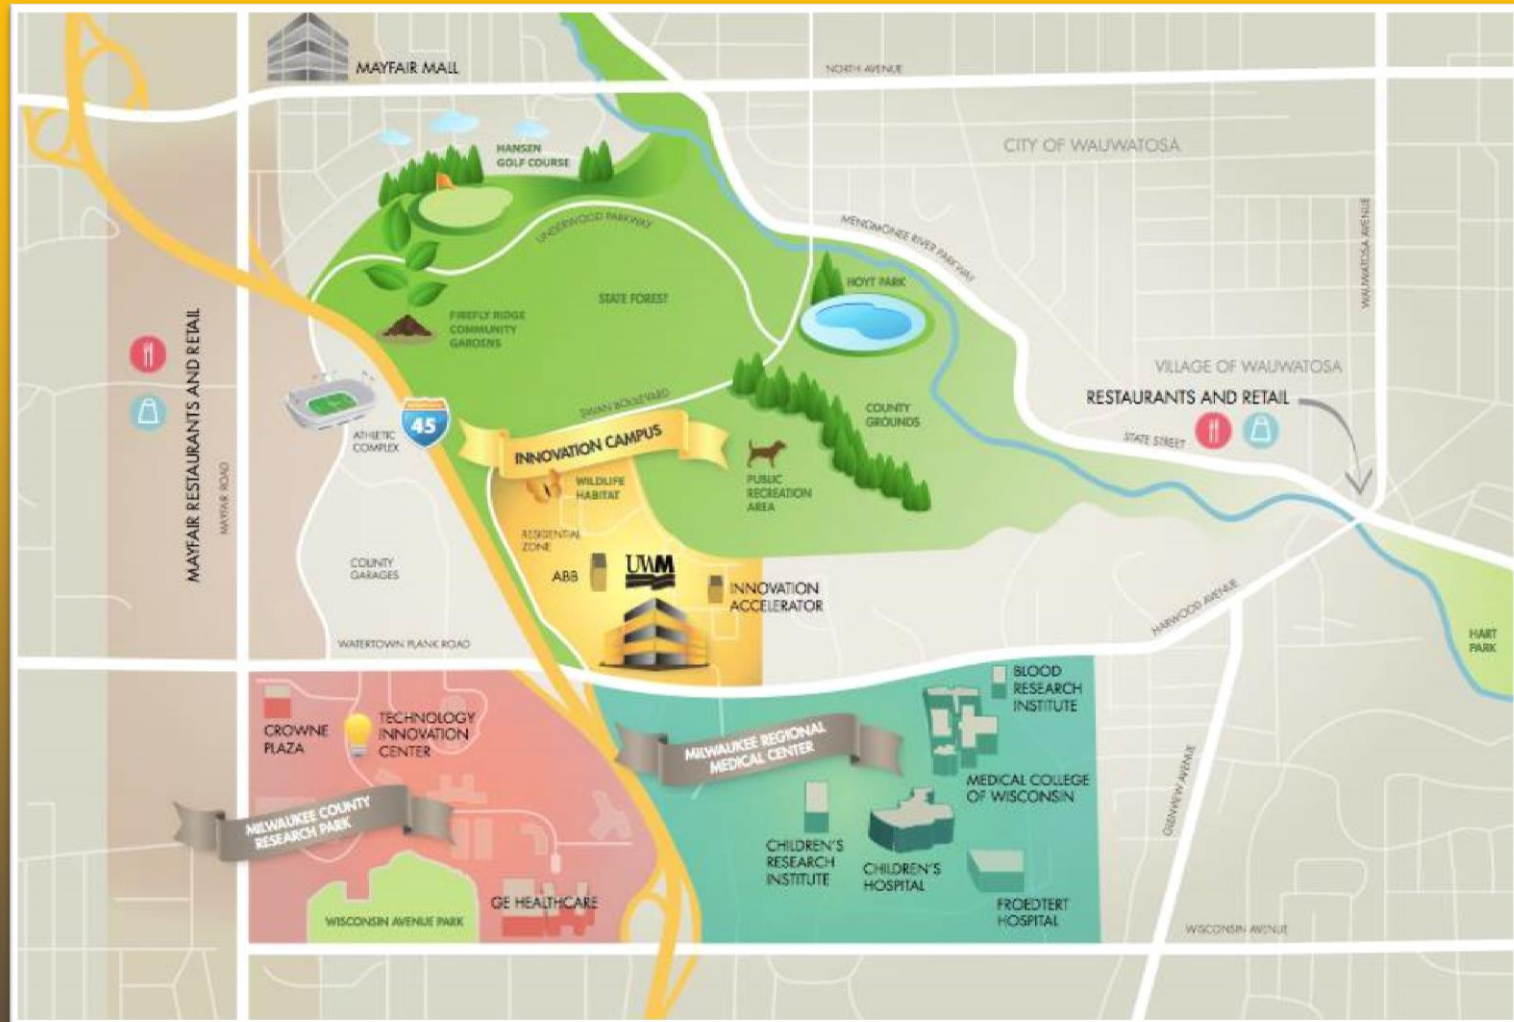 MAYFAIR MALL
NORTH AVENUE
CITY OF WAUWATOSA
HANSEN
GOLF COURSE
UNDERWOOD PARKWAY
MENOMONEE RIVER PARKWAY
WAUWATOSA AVENUE
HOYT PARK
STATE FOREST
FIREFLY RIDGE
COMMUNITY
GARDENS
MAYFAIR RESTAURANTS AND RETAIL
MAYFAIR ROAD
VILLAGE OF WAUWATOSA
RESTAURANTS AND RETAIL
STATE STREET
SWAN BOULEVARD
COUNTY
GROUNDS
45
ATHLETIC
COMPLEX
INNOVATION CAMPUS
WILDLIFE
HABITAT
PUBLIC
RECREATION
AREA
RESIDENTIAL
ZONE
COUNTY
GARAGES
ABB
UWM
INNOVATION
ACCELERATOR
HARWOOD AVENUE
HART
PARK
WATERTOWN PLANK ROAD
BLOOD
RESEARCH
INSTITUTE
CROWNE
PLAZA
TECHNOLOGY
INNOVATION
CENTER
MILWAUKEE REGIONAL
MEDICAL CENTER
MEDICAL COLLEGE
OF WISCONSIN
GLENVIEW AVENUE
MILWAUKEE COUNTY
RESEARCH PARK
CHILDREN'S
RESEARCH
INSTITUTE
CHILDREN'S
HOSPITAL
FROEDTERT
HOSPITAL
GE HEALTHCARE
WISCONSIN AVENUE PARK
WISCONSIN AVENUE